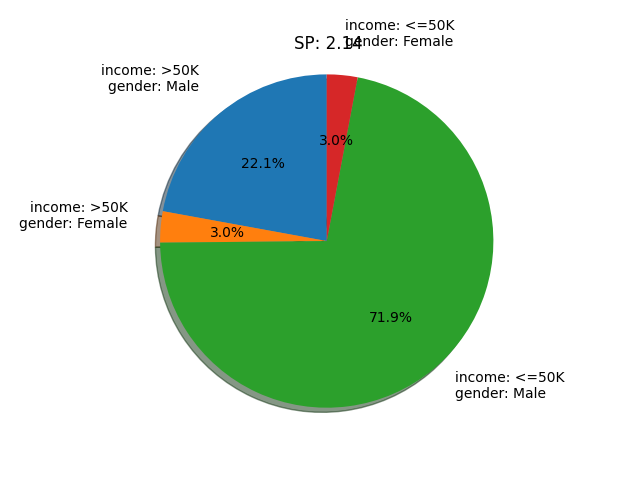 income: <=50K
gender: Female
SP: 2.14
income: >50K
gender: Male
3.0%
22.1%
income: >50K
gender: Female
3.0%
71.9%
income: <=50K
gender: Male